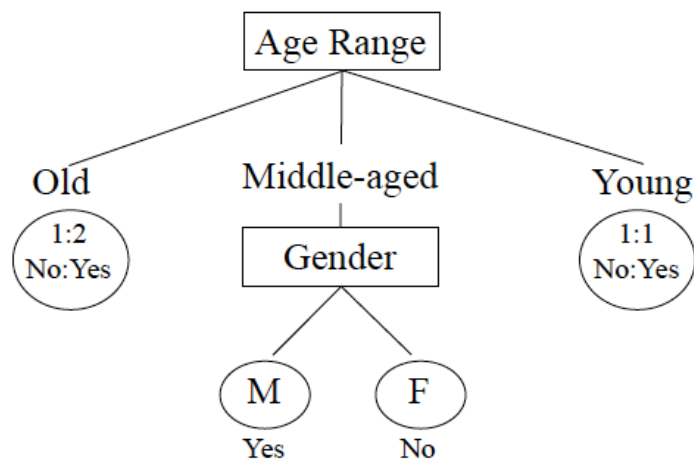 Age Range
Old
Middle-aged
Young
1:2
No:Yes
Gender
1:1
No:Yes
M
F
Yes
No